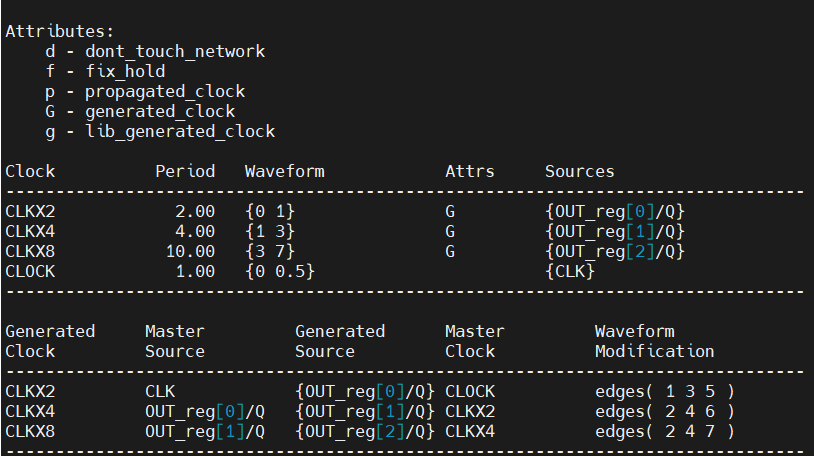 Attributes:
    d - dont_touch_network
    f - fix_hold
    p - propagated_clock
    G - generated_clock
    g - lib_generated_clock

Clock          Period   Waveform            Attrs     Sources
--------------------------------------------------------------------------------
CLKX2            2.00   {0 1}               G         {OUT_reg[0]/Q}
CLKX4            4.00   {1 3}               G         {OUT_reg[1]/Q}
CLKX8           10.00   {3 7}               G         {OUT_reg[2]/Q}
CLOCK            1.00   {0 0.5}                       {CLK}
--------------------------------------------------------------------------------

Generated     Master         Generated      Master         Waveform
Clock         Source         Source         Clock          Modification
--------------------------------------------------------------------------------
CLKX2         CLK            {OUT_reg[0]/Q} CLOCK          edges( 1 3 5 )
CLKX4         OUT_reg[0]/Q   {OUT_reg[1]/Q} CLKX2          edges( 2 4 6 )
CLKX8         OUT_reg[1]/Q   {OUT_reg[2]/Q} CLKX4          edges( 2 4 7 )
--------------------------------------------------------------------------------